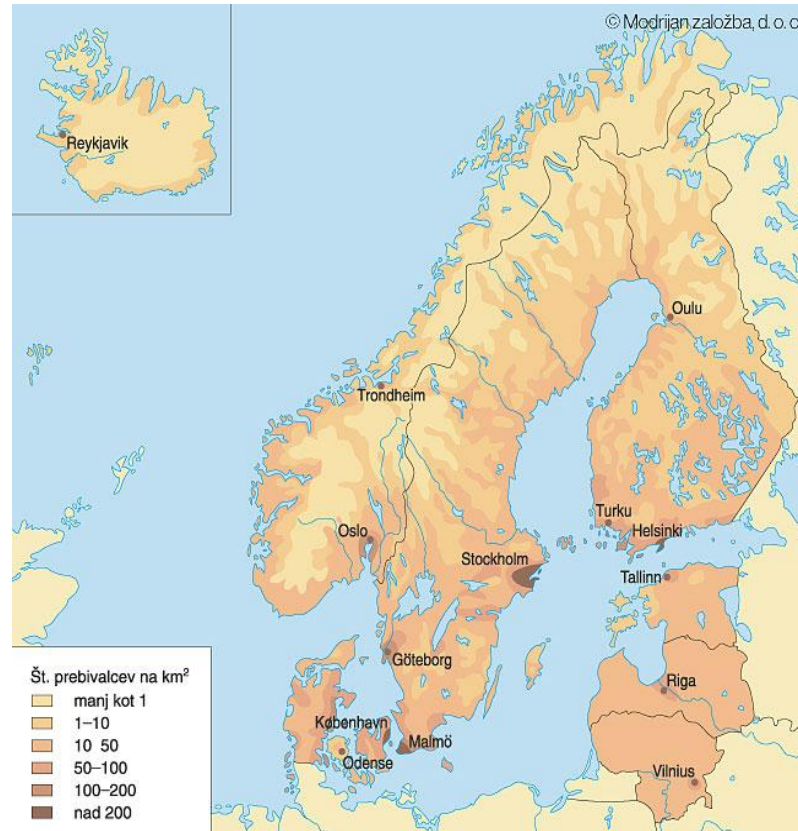 © Modrijan založba, d. o. o
Reykjavik
Oulu
Trondheim
Turku
Helsinki
Oslo
Stockholm
Tallinn
Göteborg
Riga
København
Malmö
Odense
Vilnius
Št. prebivalcev na km²
manj kot 1
1–10
10 50
50–100
100–200
nad 200